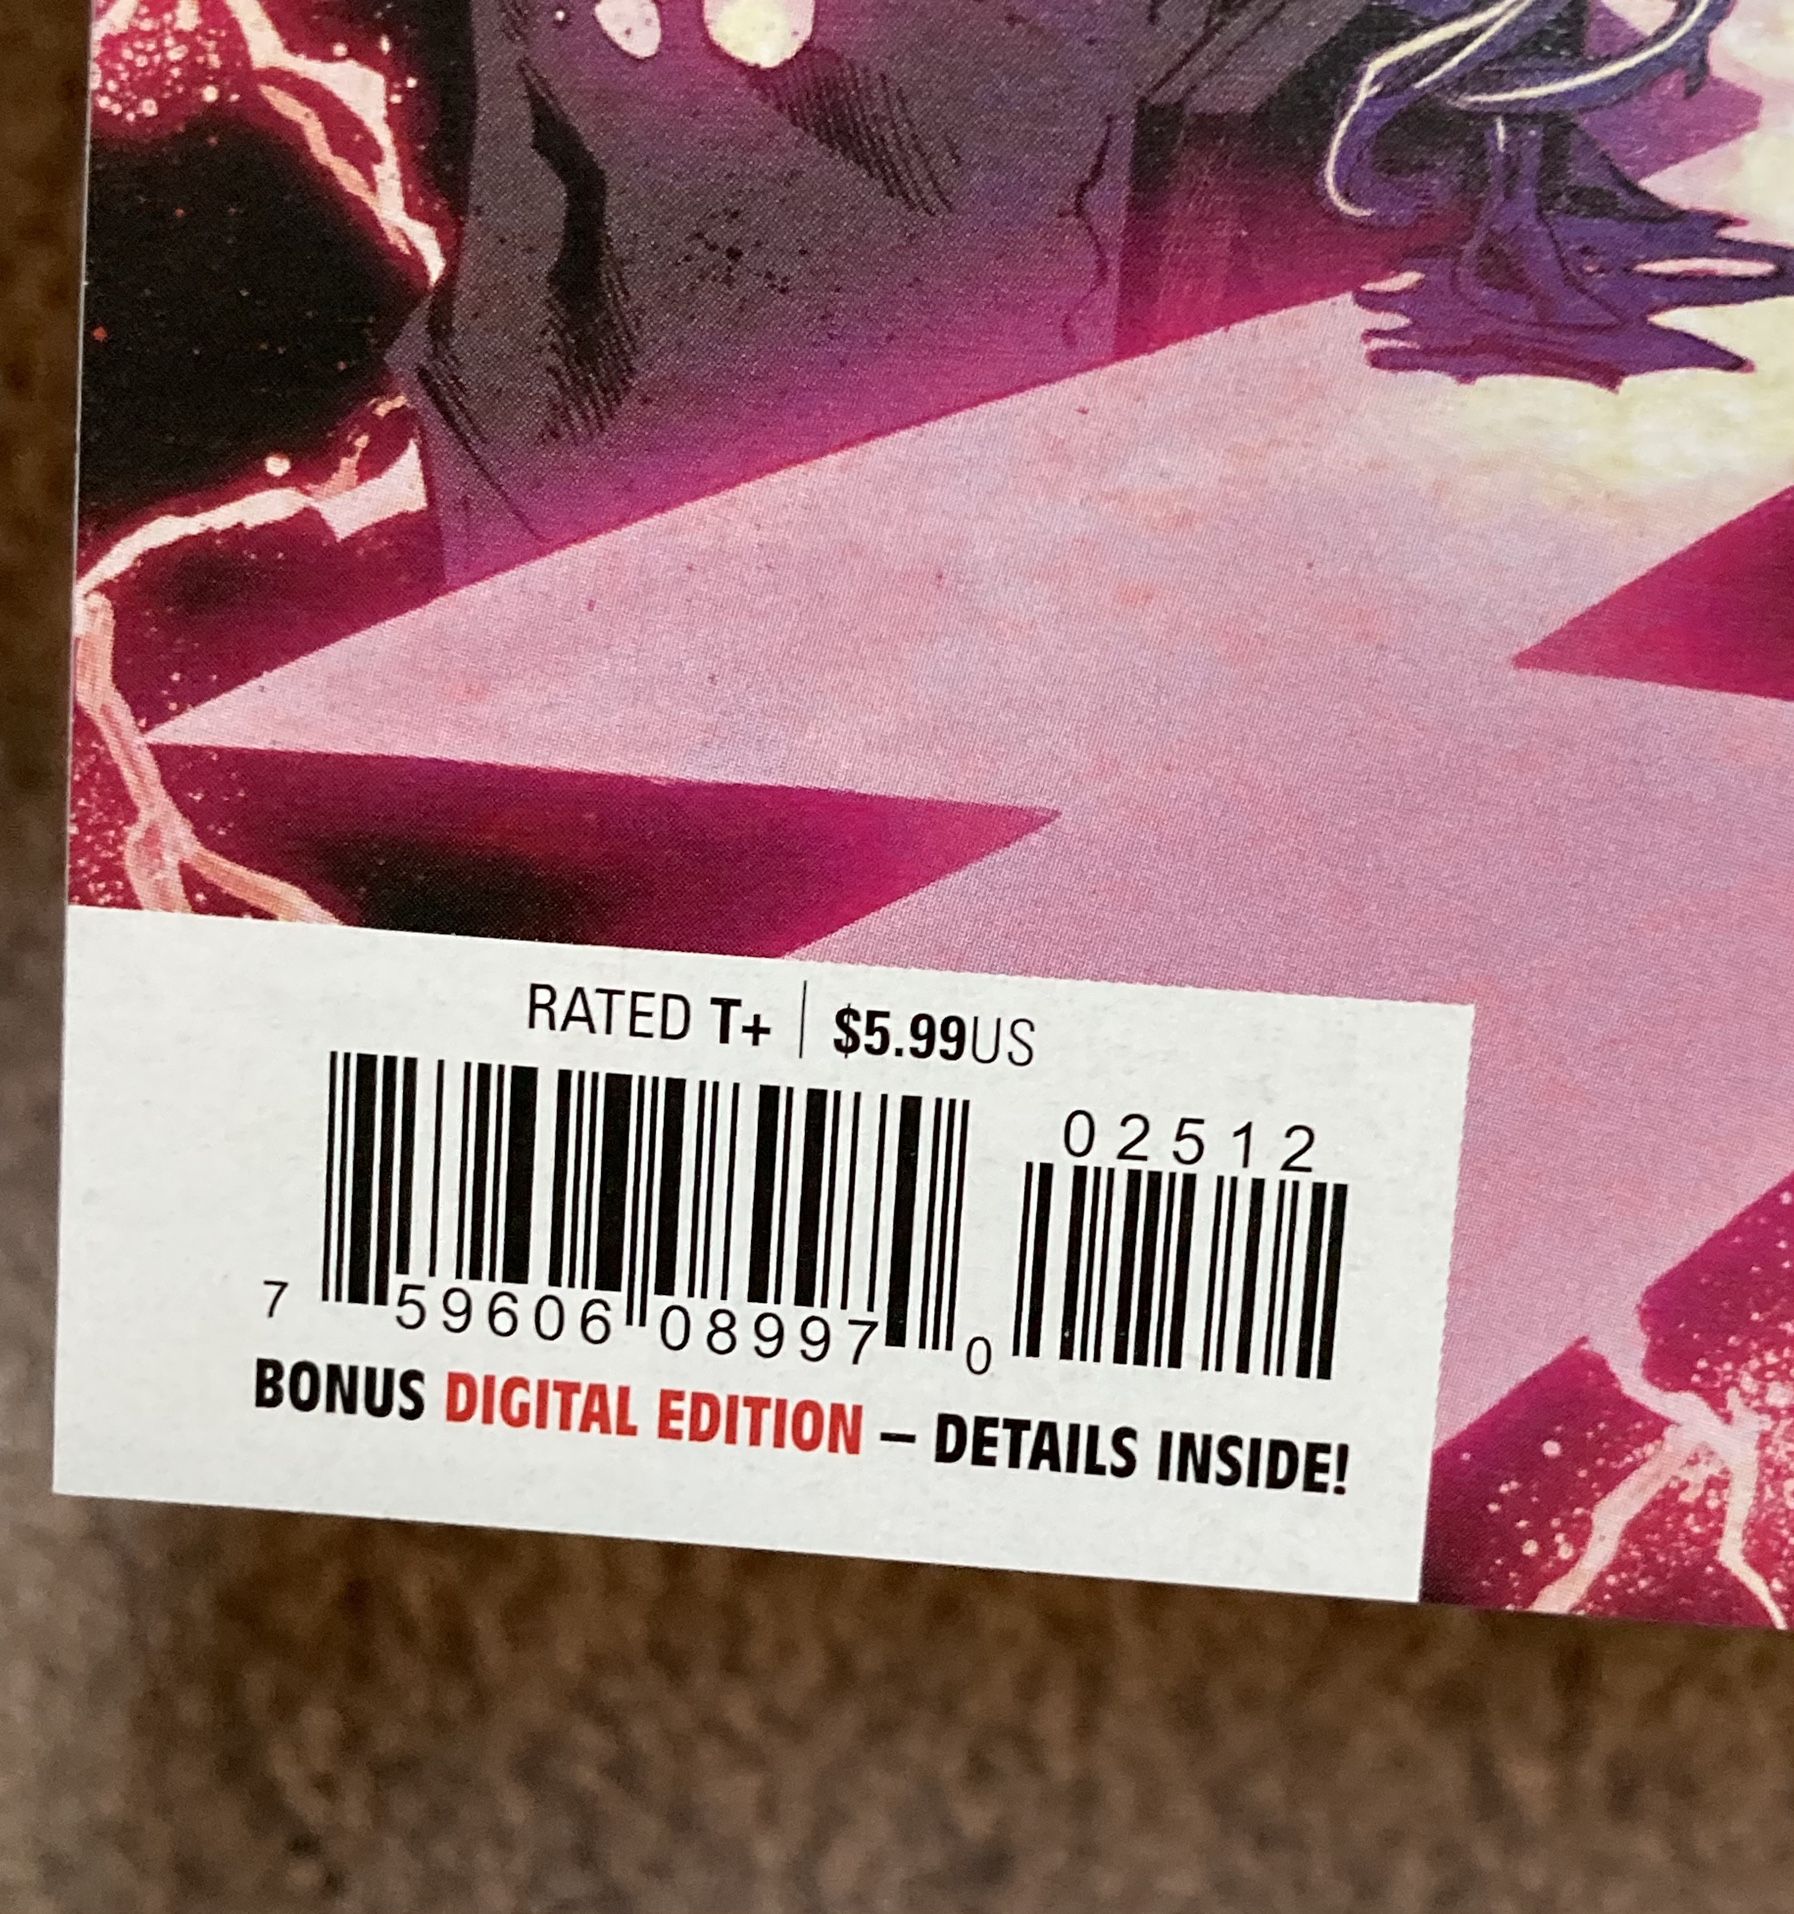 RATED T+ | $5.99US
02512
7 59606 08997 0
BONUS DIGITAL EDITION – DETAILS INSIDE!